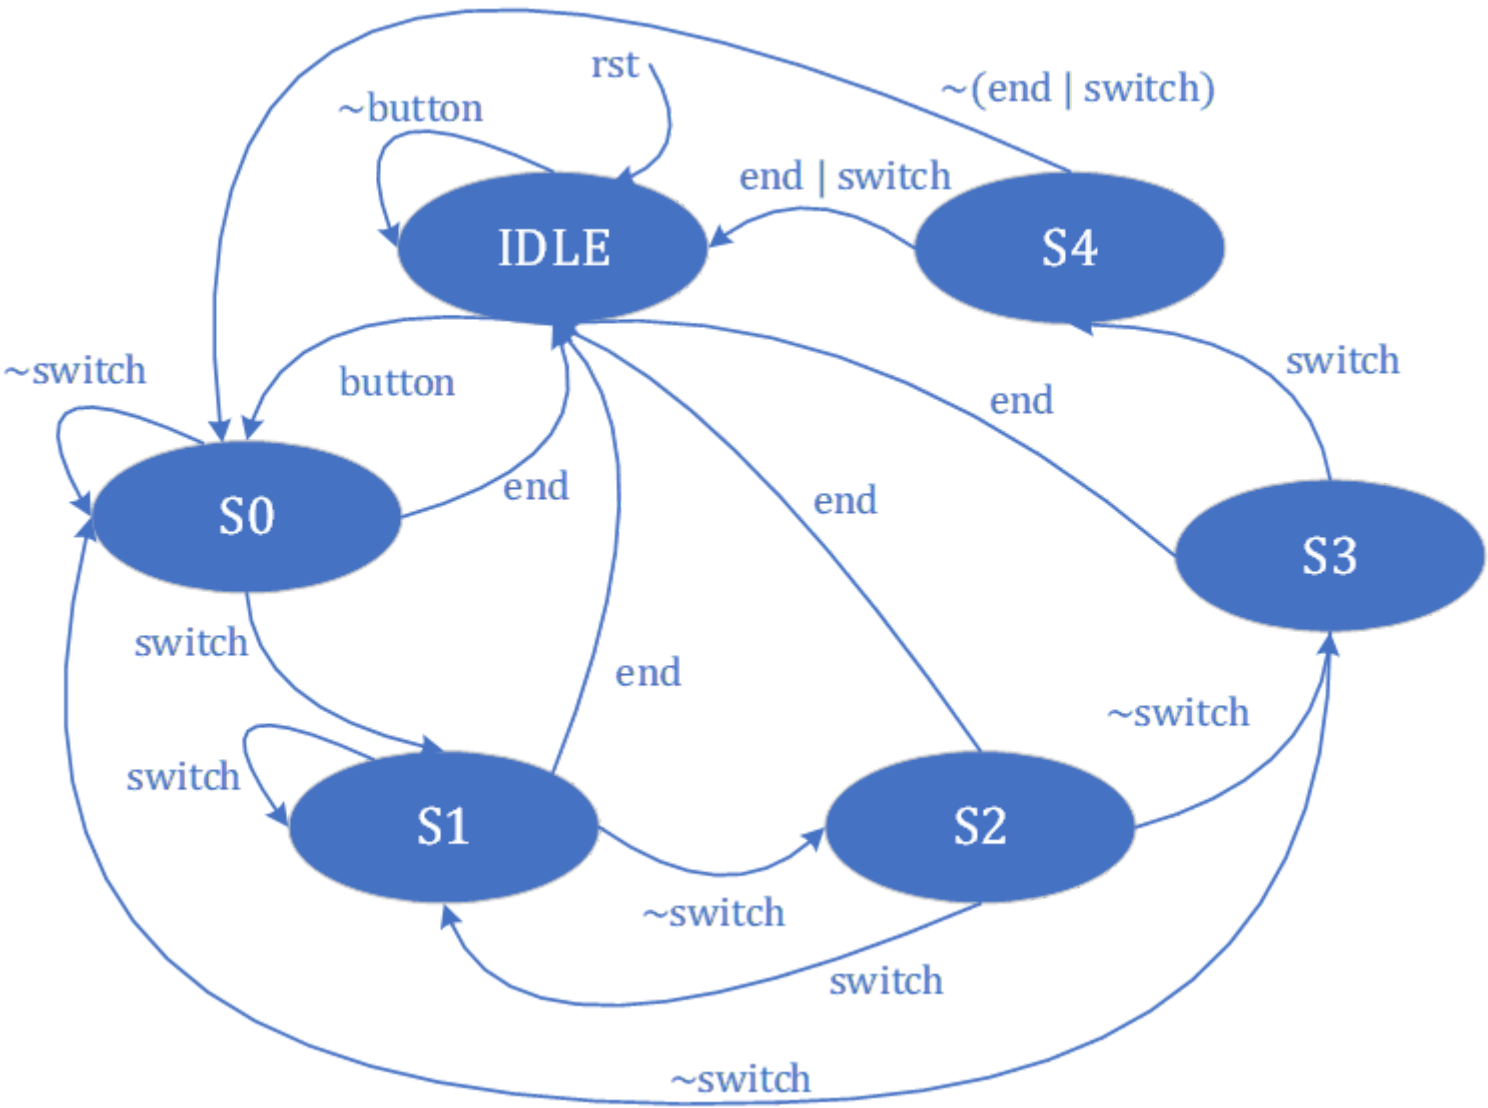 rst
~(end | switch)
~button
end | switch
IDLE
S4
~switch
button
switch
end
end
end
S0
S3
switch
end
~switch
switch
S1
S2
~switch
switch
~switch